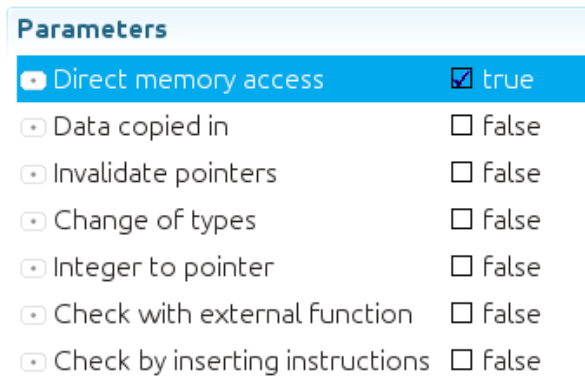 Parameters
Direct memory access true
Data copied in false
Invalidate pointers false
Change of types false
Integer to pointer false
Check with external function false
Check by inserting instructions false